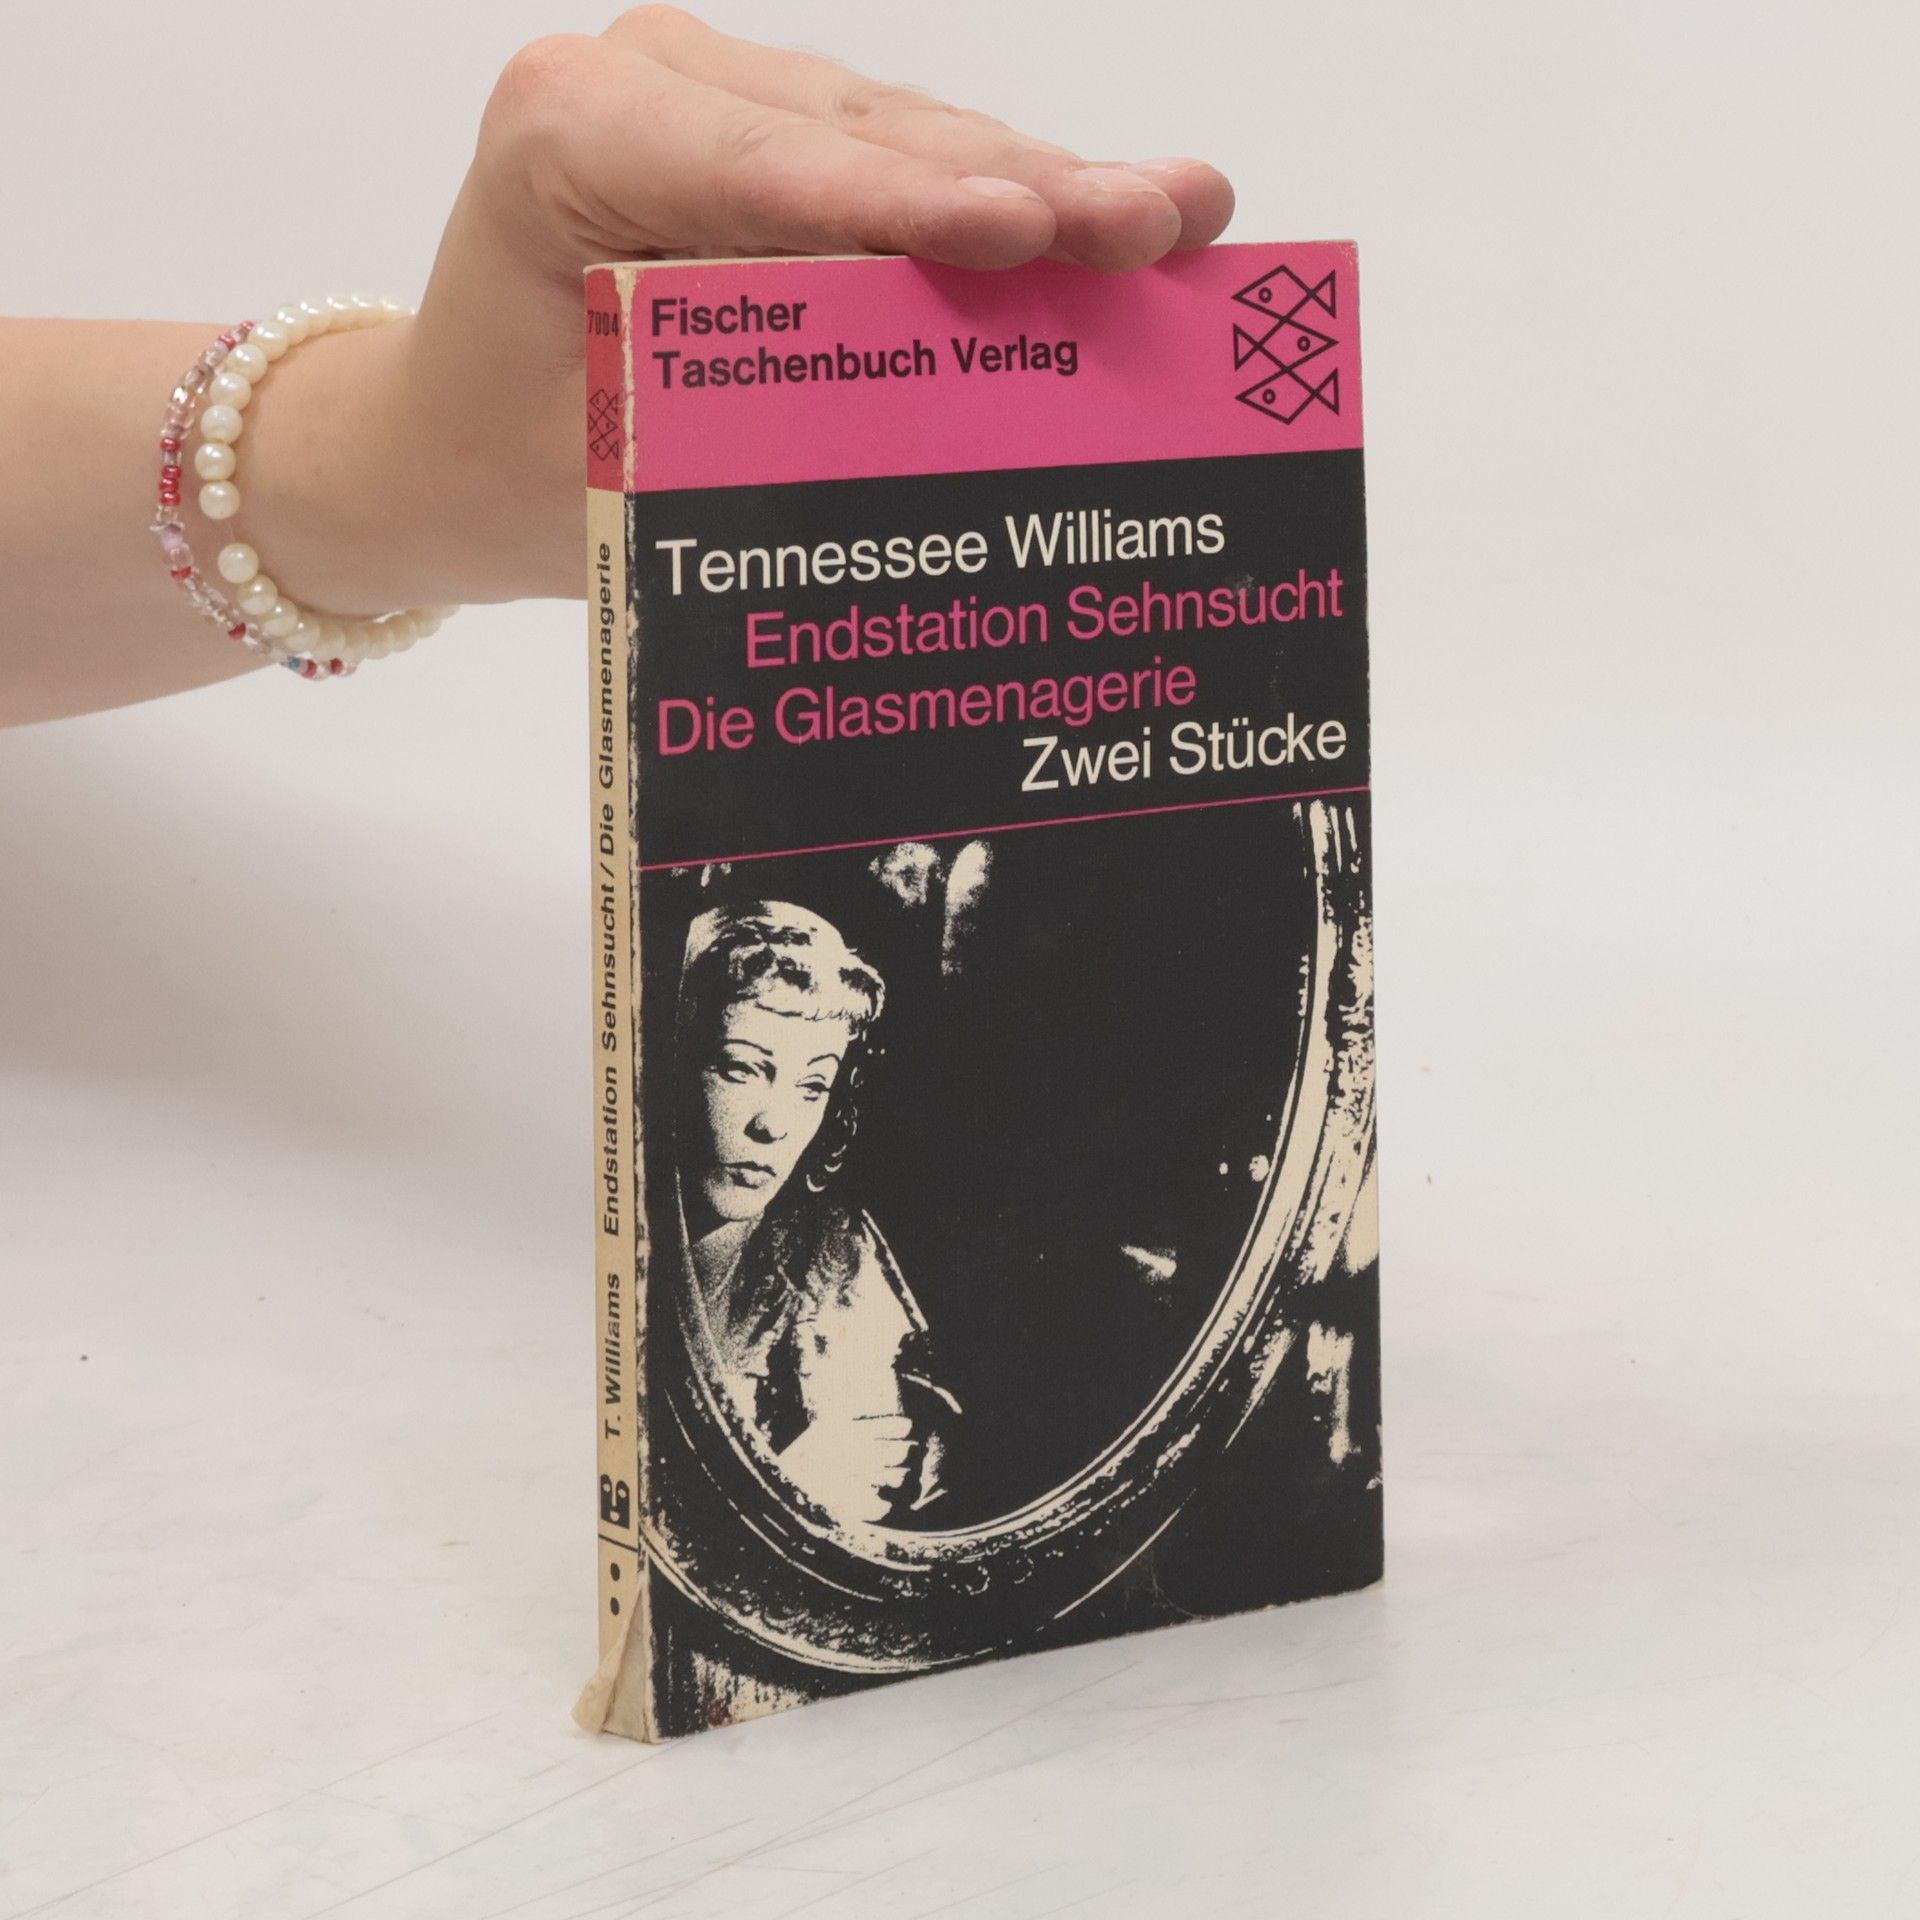 7004
Fischer
Taschenbuch Verlag
Tennessee Williams
Endstation Sehnsucht
Die Glasmenagerie
Zwei Stücke
T. Williams Endstation Sehnsucht / Die Glasmenagerie